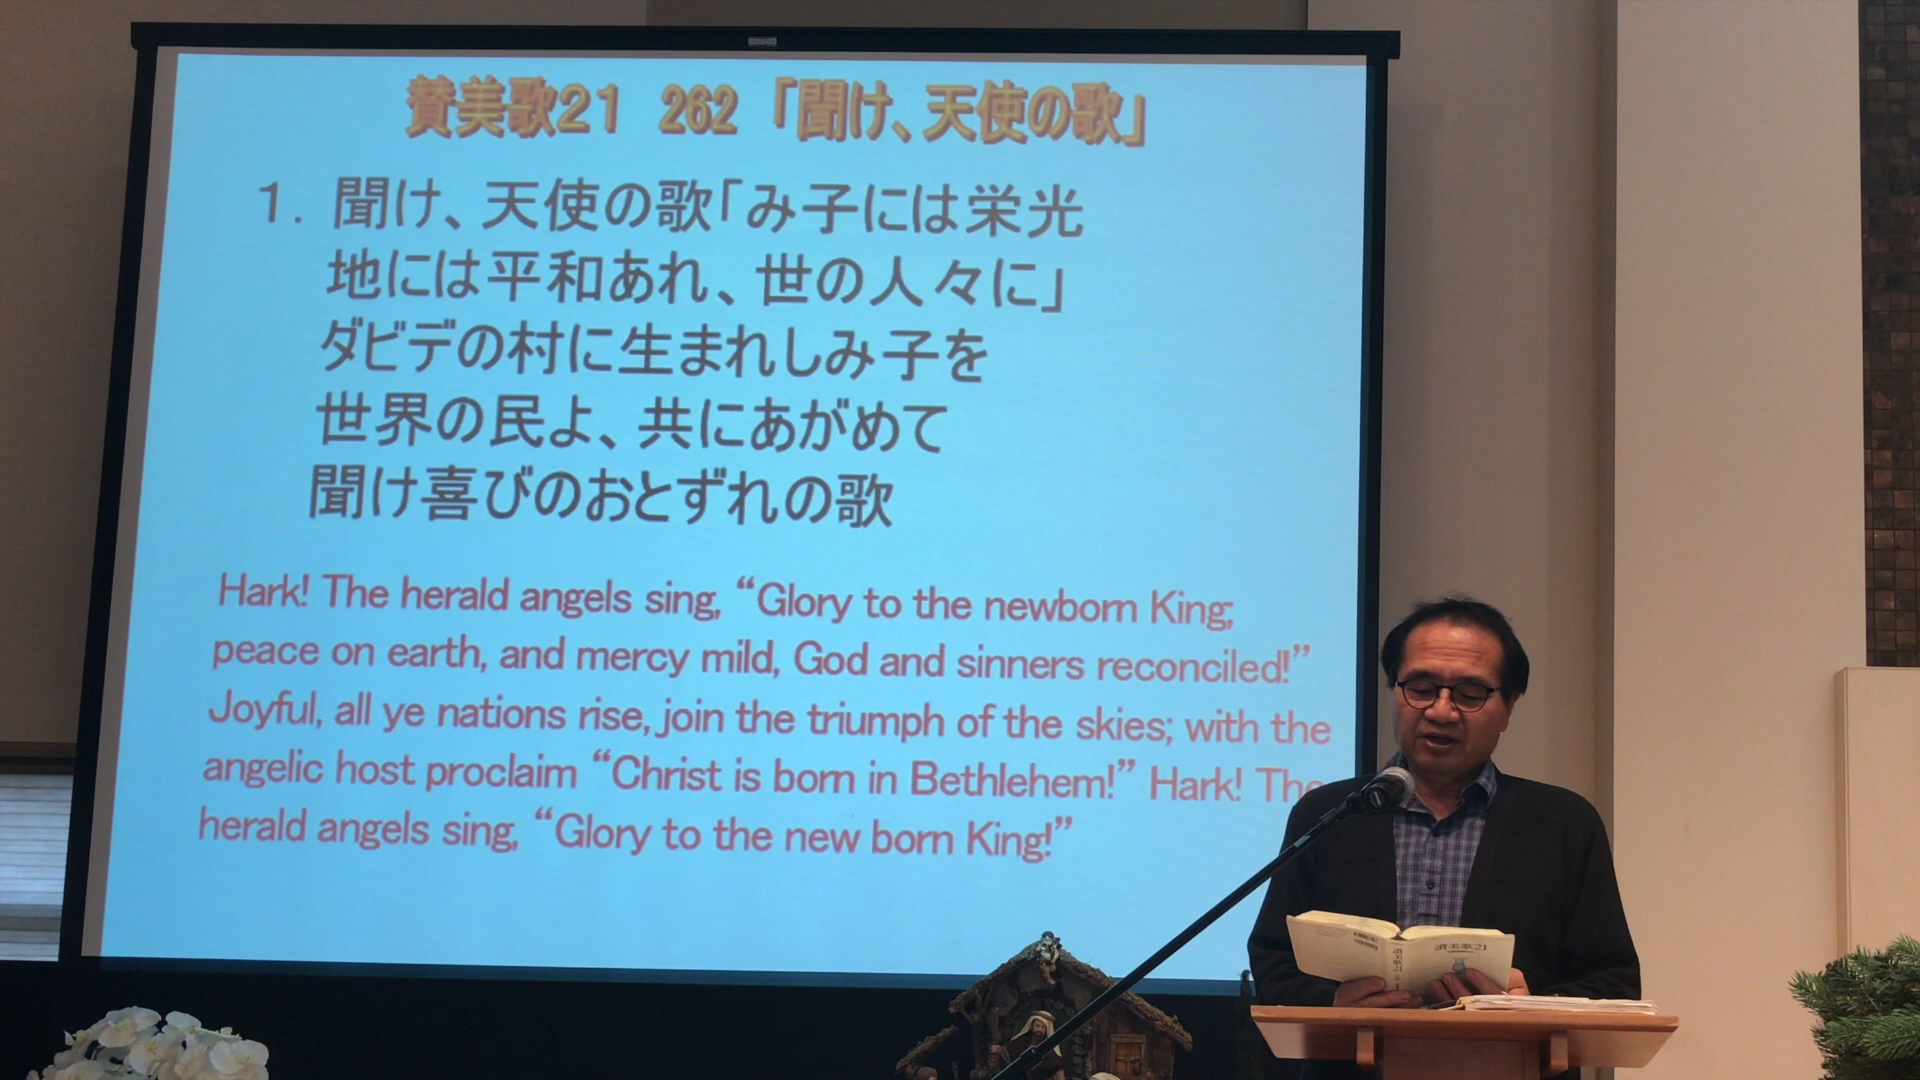 賛美歌21 262「聞け、天使の歌」
1. 聞け、天使の歌「み子には栄光
地には平和あれ、世の人々に」
ダビデの村に生まれしみ子を
世界の民よ、共にあがめて
聞け喜びのおとずれの歌
Hark! The herald angels sing, “Glory to the newborn King;
peace on earth, and mercy mild, God and sinners reconciled!”
Joyful, all ye nations rise, join the triumph of the skies; with the
angelic host proclaim “Christ is born in Bethlehem!” Hark! The
herald angels sing, “Glory to the new born King!”
讃美歌21
讃美歌21